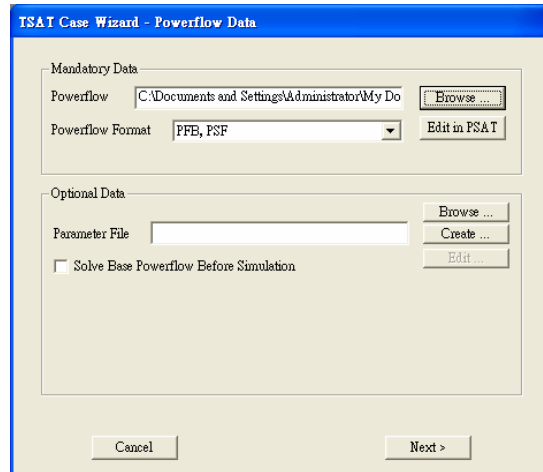 TSAT Case Wizard - Powerflow Data
Mandatory Data
Powerflow C:\Documents and Settings\Administrator\My Do Browse ...
Powerflow Format PFB, PSF Edit in PSAT
Optional Data
Browse ...
Parameter File Create ...
Solve Base Powerflow Before Simulation Edit ...
Cancel Next >